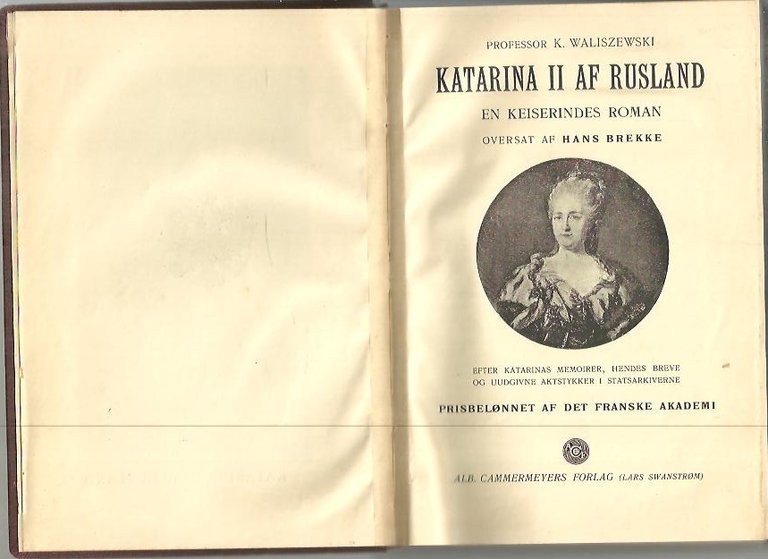 PROFESSOR K. WALISZEWSKI
KATARINA II AF RUSLAND
EN KEISERINDES ROMAN
OVERSAT AF HANS BREKKE
EFTER KATARINAS MEMOIRER, HENDES BREVE
OG UUDGIVNE AKTSTYKKER I STATSARKIVERNE
PRISBELØNNET AF DET FRANSKE AKADEMI
ALB. CAMMERMEYERS FORLAG (LARS SWANSTRØM)